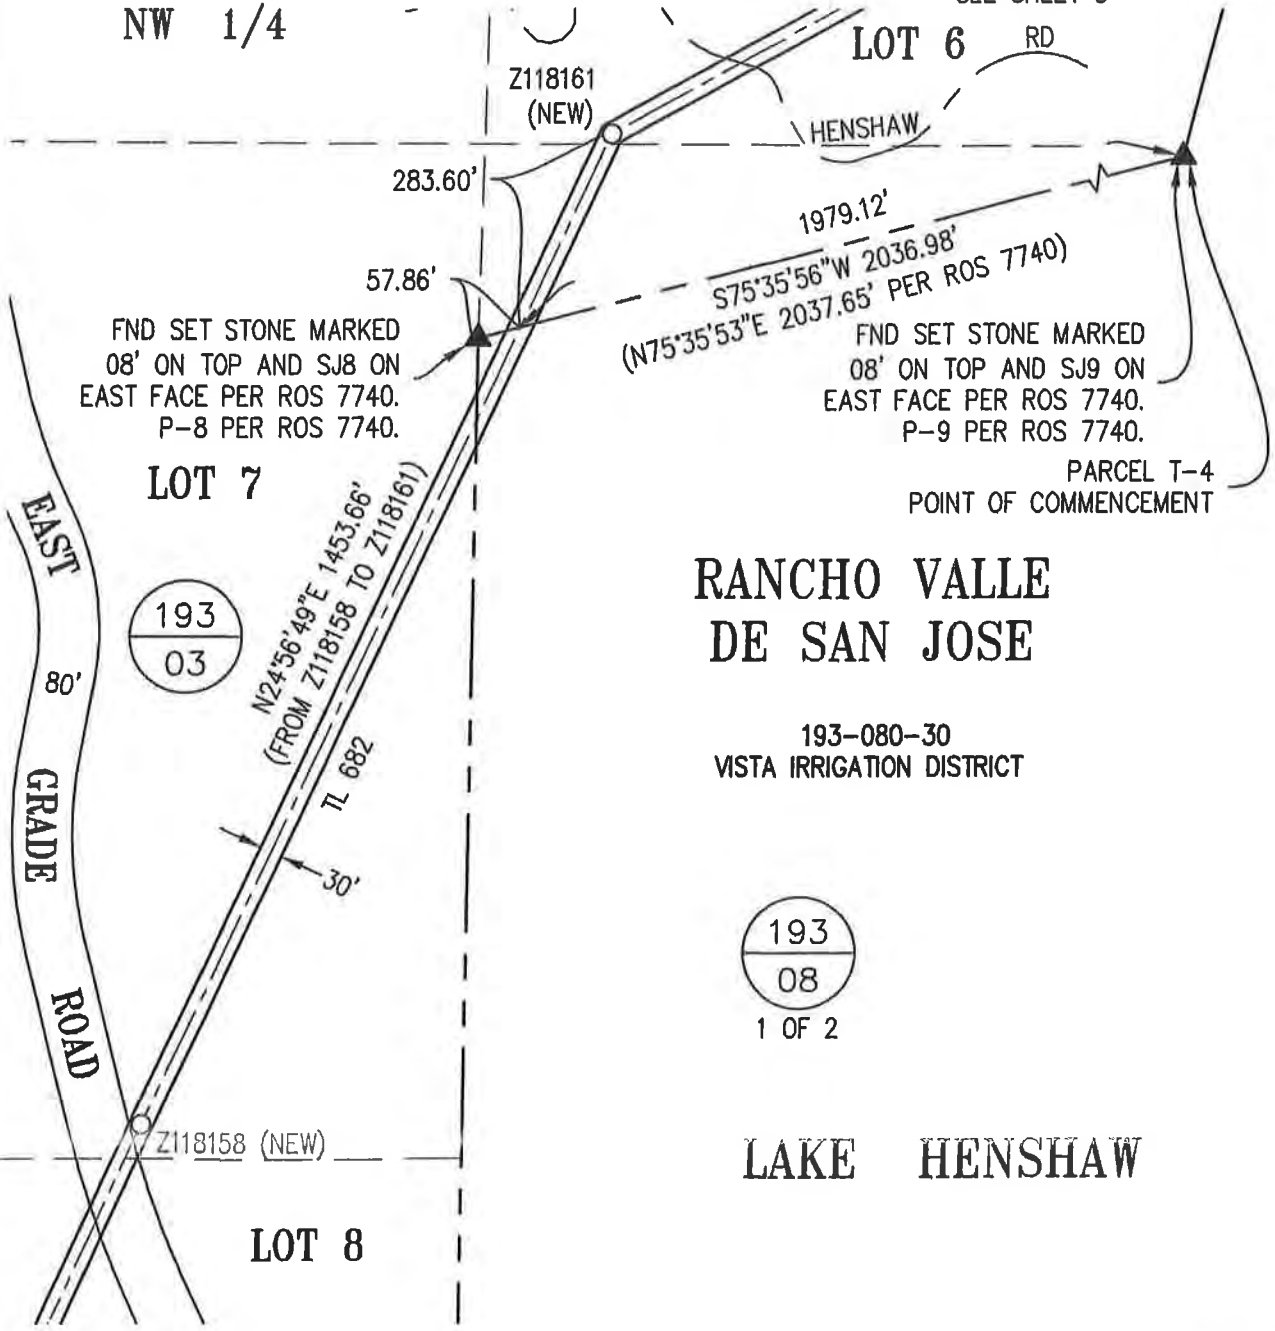 NW 1/4
LOT 6
RD
Z118161
(NEW)
HENSHAW
283.60'
1979.12'
S75°35'56"W 2036.98'
(N75°35'53"E 2037.65' PER ROS 7740)
57.86'
FND SET STONE MARKED
08' ON TOP AND SJ8 ON
EAST FACE PER ROS 7740.
P-8 PER ROS 7740.
FND SET STONE MARKED
08' ON TOP AND SJ9 ON
EAST FACE PER ROS 7740.
P-9 PER ROS 7740.
PARCEL T-4
POINT OF COMMENCEMENT
LOT 7
N24°56'49"E 1453.66'
(FROM Z118158 TO Z118161)
EAST
GRADE
ROAD
193
03
80'
RANCHO VALLE
DE SAN JOSE
193-080-30
VISTA IRRIGATION DISTRICT
TL 682
30'
193
08
1 OF 2
Z118158 (NEW)
LAKE HENSHAW
LOT 8